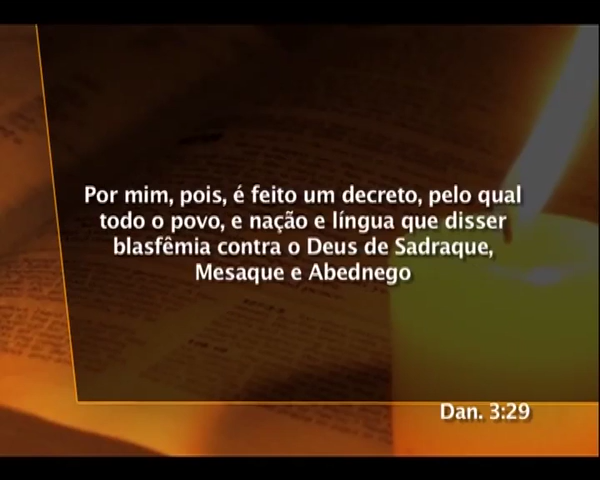 Por mim, pois, é feito um decreto, pelo qual
todo o povo, e nação e língua que disser
blasfêmia contra o Deus de Sadraque,
Mesaque e Abednego
Dan. 3:29